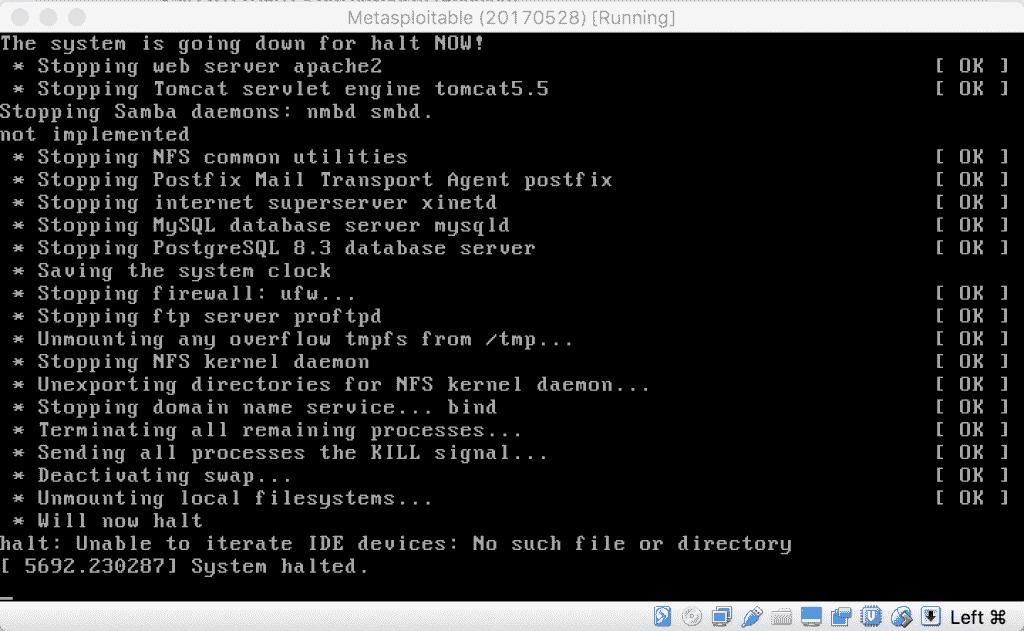 Metasploitable (20170528) [Running]
The system is going down for halt NOW!
 * Stopping web server apache2 [ OK ]
 * Stopping Tomcat servlet engine tomcat5.5 [ OK ]
Stopping Samba daemons: nmbd smbd.
not implemented
 * Stopping NFS common utilities [ OK ]
 * Stopping Postfix Mail Transport Agent postfix [ OK ]
 * Stopping internet superserver xinetd [ OK ]
 * Stopping MySQL database server mysqld [ OK ]
 * Stopping PostgreSQL 8.3 database server [ OK ]
 * Saving the system clock
 * Stopping firewall: ufw... [ OK ]
 * Stopping ftp server proftpd [ OK ]
 * Unmounting any overflow tmpfs from /tmp... [ OK ]
 * Stopping NFS kernel daemon [ OK ]
 * Unexporting directories for NFS kernel daemon... [ OK ]
 * Stopping domain name service... bind [ OK ]
 * Terminating all remaining processes... [ OK ]
 * Sending all processes the KILL signal... [ OK ]
 * Deactivating swap... [ OK ]
 * Unmounting local filesystems... [ OK ]
 * Will now halt
halt: Unable to iterate IDE devices: No such file or directory
[ 5692.230287] System halted.
_
Left ⌘